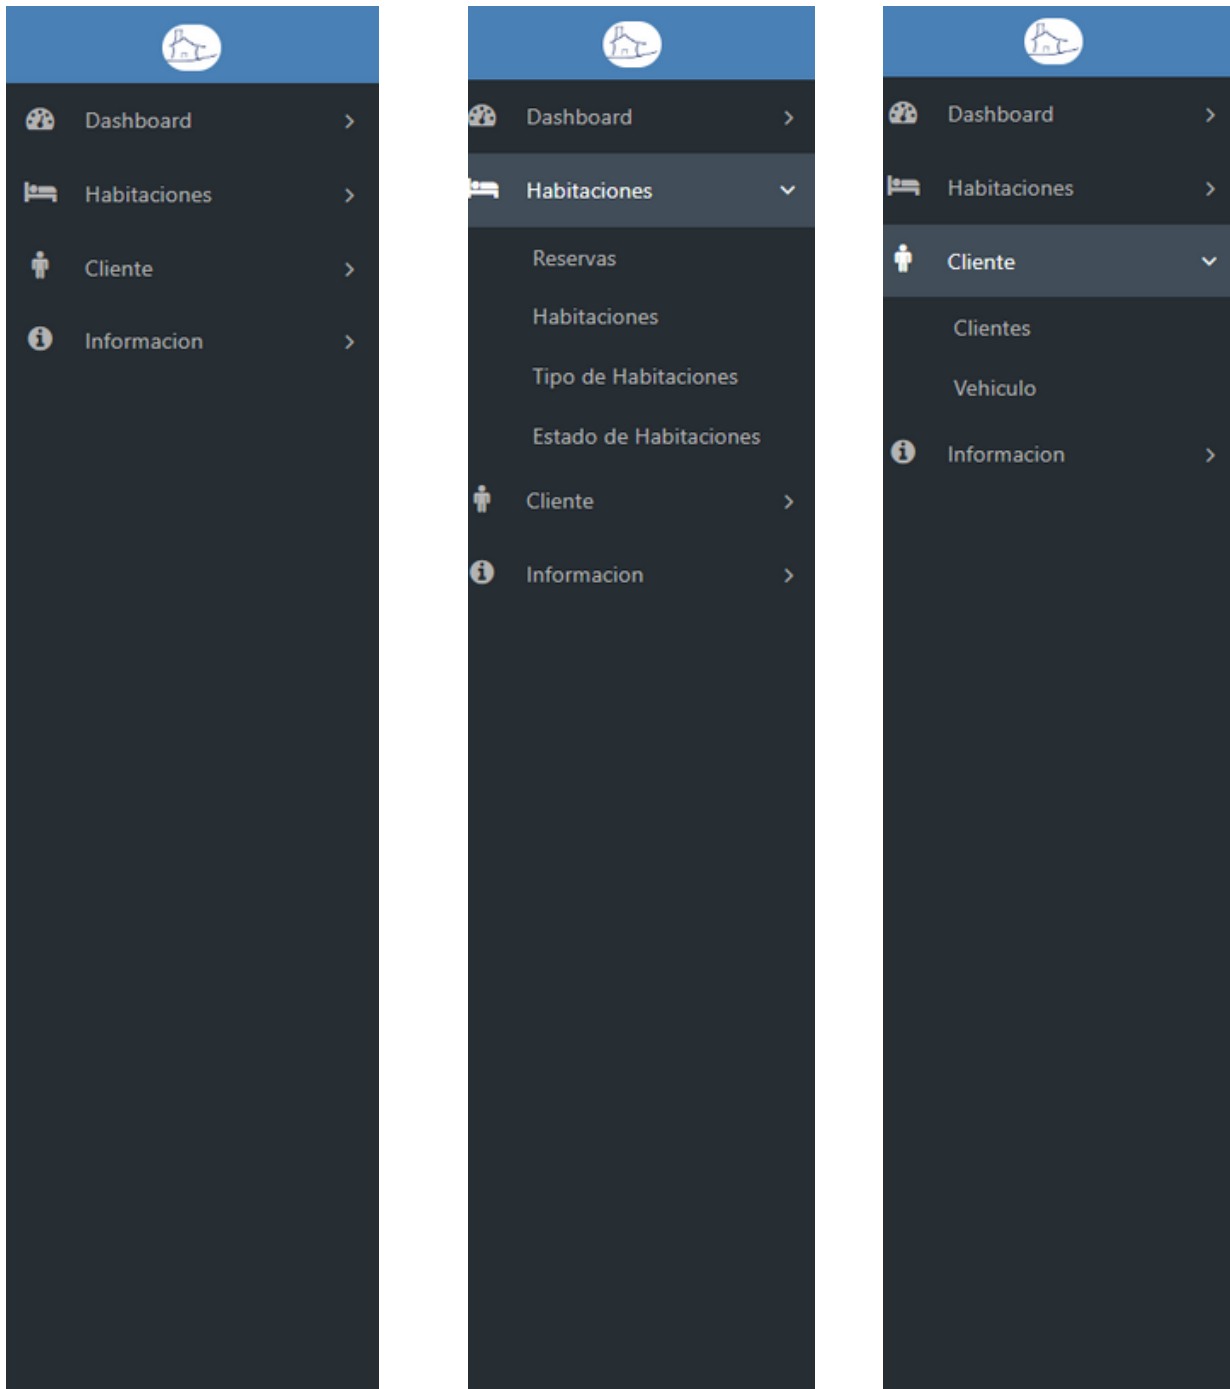 Dashboard
Habitaciones
Cliente
Informacion
Dashboard
Habitaciones
Reservas
Habitaciones
Tipo de Habitaciones
Estado de Habitaciones
Cliente
Informacion
Dashboard
Habitaciones
Cliente
Clientes
Vehiculo
Informacion